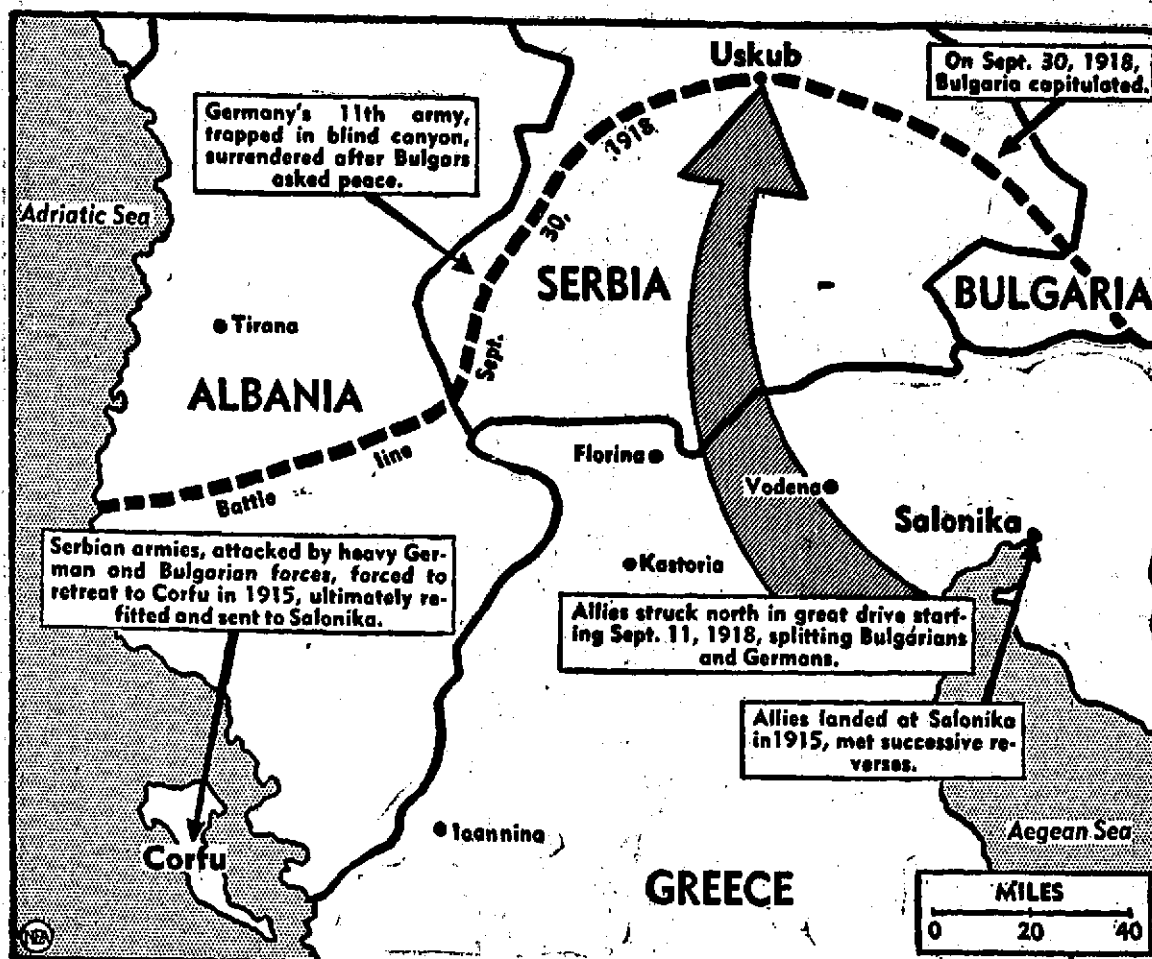 Uskub
On Sept. 30, 1918,
Bulgaria capitulated.
Germany's 11th army,
trapped in blind canyon,
surrendered after Bulgars
asked peace.
Adriatic Sea
1918
30,
Sept.
line
Battle
SERBIA
BULGARIA
Tirana
ALBANIA
Florina
Vodena
Salonika
Kastoria
Serbian armies, attacked by heavy Ger-
man and Bulgarian forces, forced to
retreat to Corfu in 1915, ultimately re-
fitted and sent to Salonika.
Allies struck north in great drive start-
ing Sept. 11, 1918, splitting Bulgarians
and Germans.
Allies landed at Salonika
in 1915, met successive re-
verses.
Ioannina
Corfu
Aegean Sea
GREECE
MILES
0 20 40
NEA